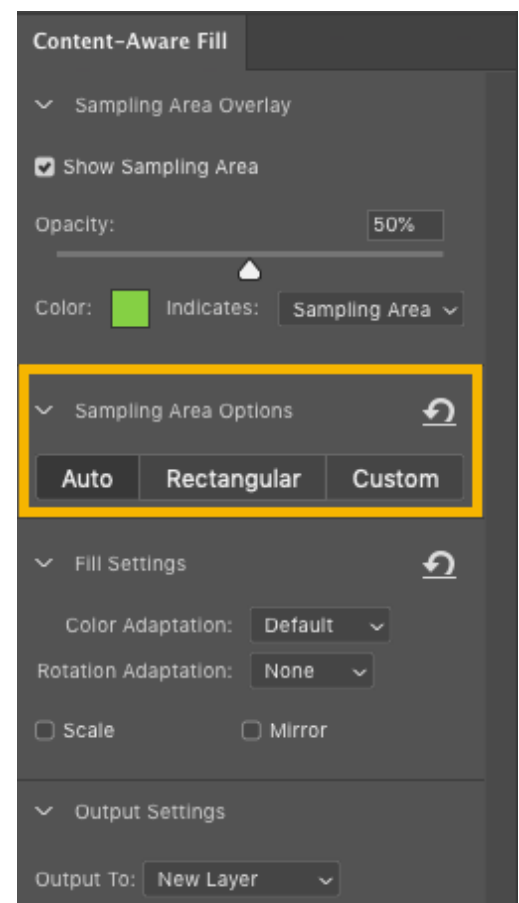 Content-Aware Fill
Sampling Area Overlay
Show Sampling Area
Opacity: 50%
Color: Indicates: Sampling Area
Sampling Area Options
Auto Rectangular Custom
Fill Settings
Color Adaptation: Default
Rotation Adaptation: None
Scale Mirror
Output Settings
Output To: New Layer